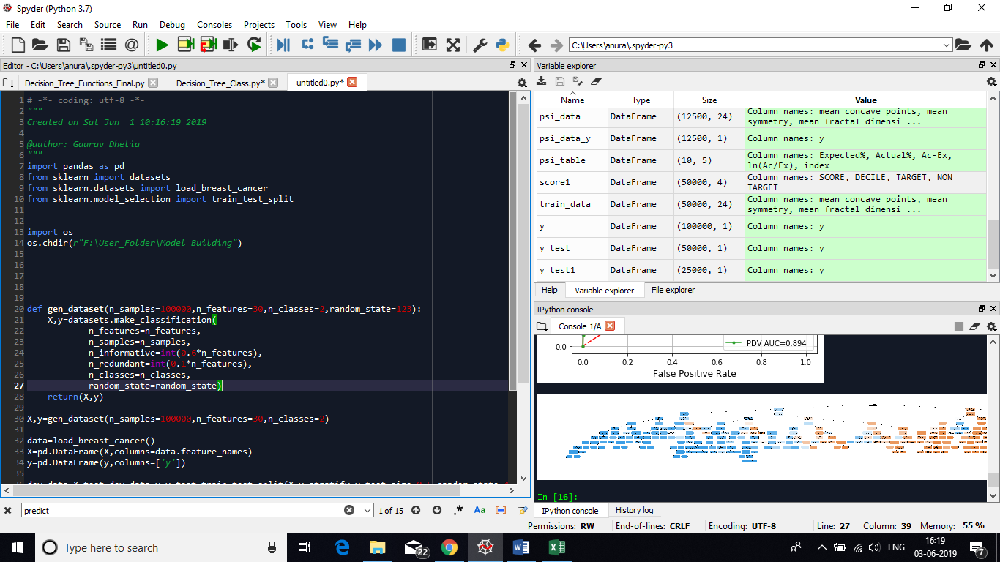 Spyder (Python 3.7)
File Edit Search Source Run Debug Consoles Projects Tools View Help
C:\Users\anura\.spyder-py3
Editor - C:\Users\anura\.spyder-py3\untitled0.py
Decision_Tree_Functions_Final.py Decision_Tree_Class.py* untitled0.py*
1 # -*- coding: utf-8 -*-
2 """
3 Created on Sat Jun  1 10:16:19 2019
4
5 @author: Gaurav Dhelia
6 """
7 import pandas as pd
8 from sklearn import datasets
9 from sklearn.datasets import load_breast_cancer
10 from sklearn.model_selection import train_test_split
11
12
13 import os
14 os.chdir(r"F:\User_Folder\Model Building")
15
16
17
18
19
20 def gen_dataset(n_samples=100000,n_features=30,n_classes=2,random_state=123):
21     X,y=datasets.make_classification(
22             n_features=n_features,
23             n_samples=n_samples,
24             n_informative=int(0.6*n_features),
25             n_redundant=int(0.1*n_features),
26             n_classes=n_classes,
27             random_state=random_state)
28     return(X,y)
29
30 X,y=gen_dataset(n_samples=100000,n_features=30,n_classes=2)
31
32 data=load_breast_cancer()
33 X=pd.DataFrame(X,columns=data.feature_names)
34 y=pd.DataFrame(y,columns=['y'])
35
predict
1 of 15
Aa
Variable explorer
Name Type Size Value
psi_data DataFrame (12500, 24) Column names: mean concave points, mean
symmetry, mean fractal dimensi ...
psi_data_y DataFrame (12500, 1) Column names: y
psi_table DataFrame (10, 5) Column names: Expected%, Actual%, Ac-Ex,
ln(Ac/Ex), index
score1 DataFrame (50000, 4) Column names: SCORE, DECILE, TARGET, NON
TARGET
train_data DataFrame (50000, 24) Column names: mean concave points, mean
symmetry, mean fractal dimensi ...
y DataFrame (100000, 1) Column names: y
y_test DataFrame (50000, 1) Column names: y
y_test1 DataFrame (25000, 1) Column names: y
Help Variable explorer File explorer
IPython console
Console 1/A
PDV AUC=0.894
0.0
0.0 0.2 0.4 0.6 0.8 1.0
False Positive Rate
In [16]:
IPython console History log
Permissions: RW End-of-lines: CRLF Encoding: UTF-8 Line: 27 Column: 39 Memory: 55 %
Type here to search
22
ENG
16:19
03-06-2019
7